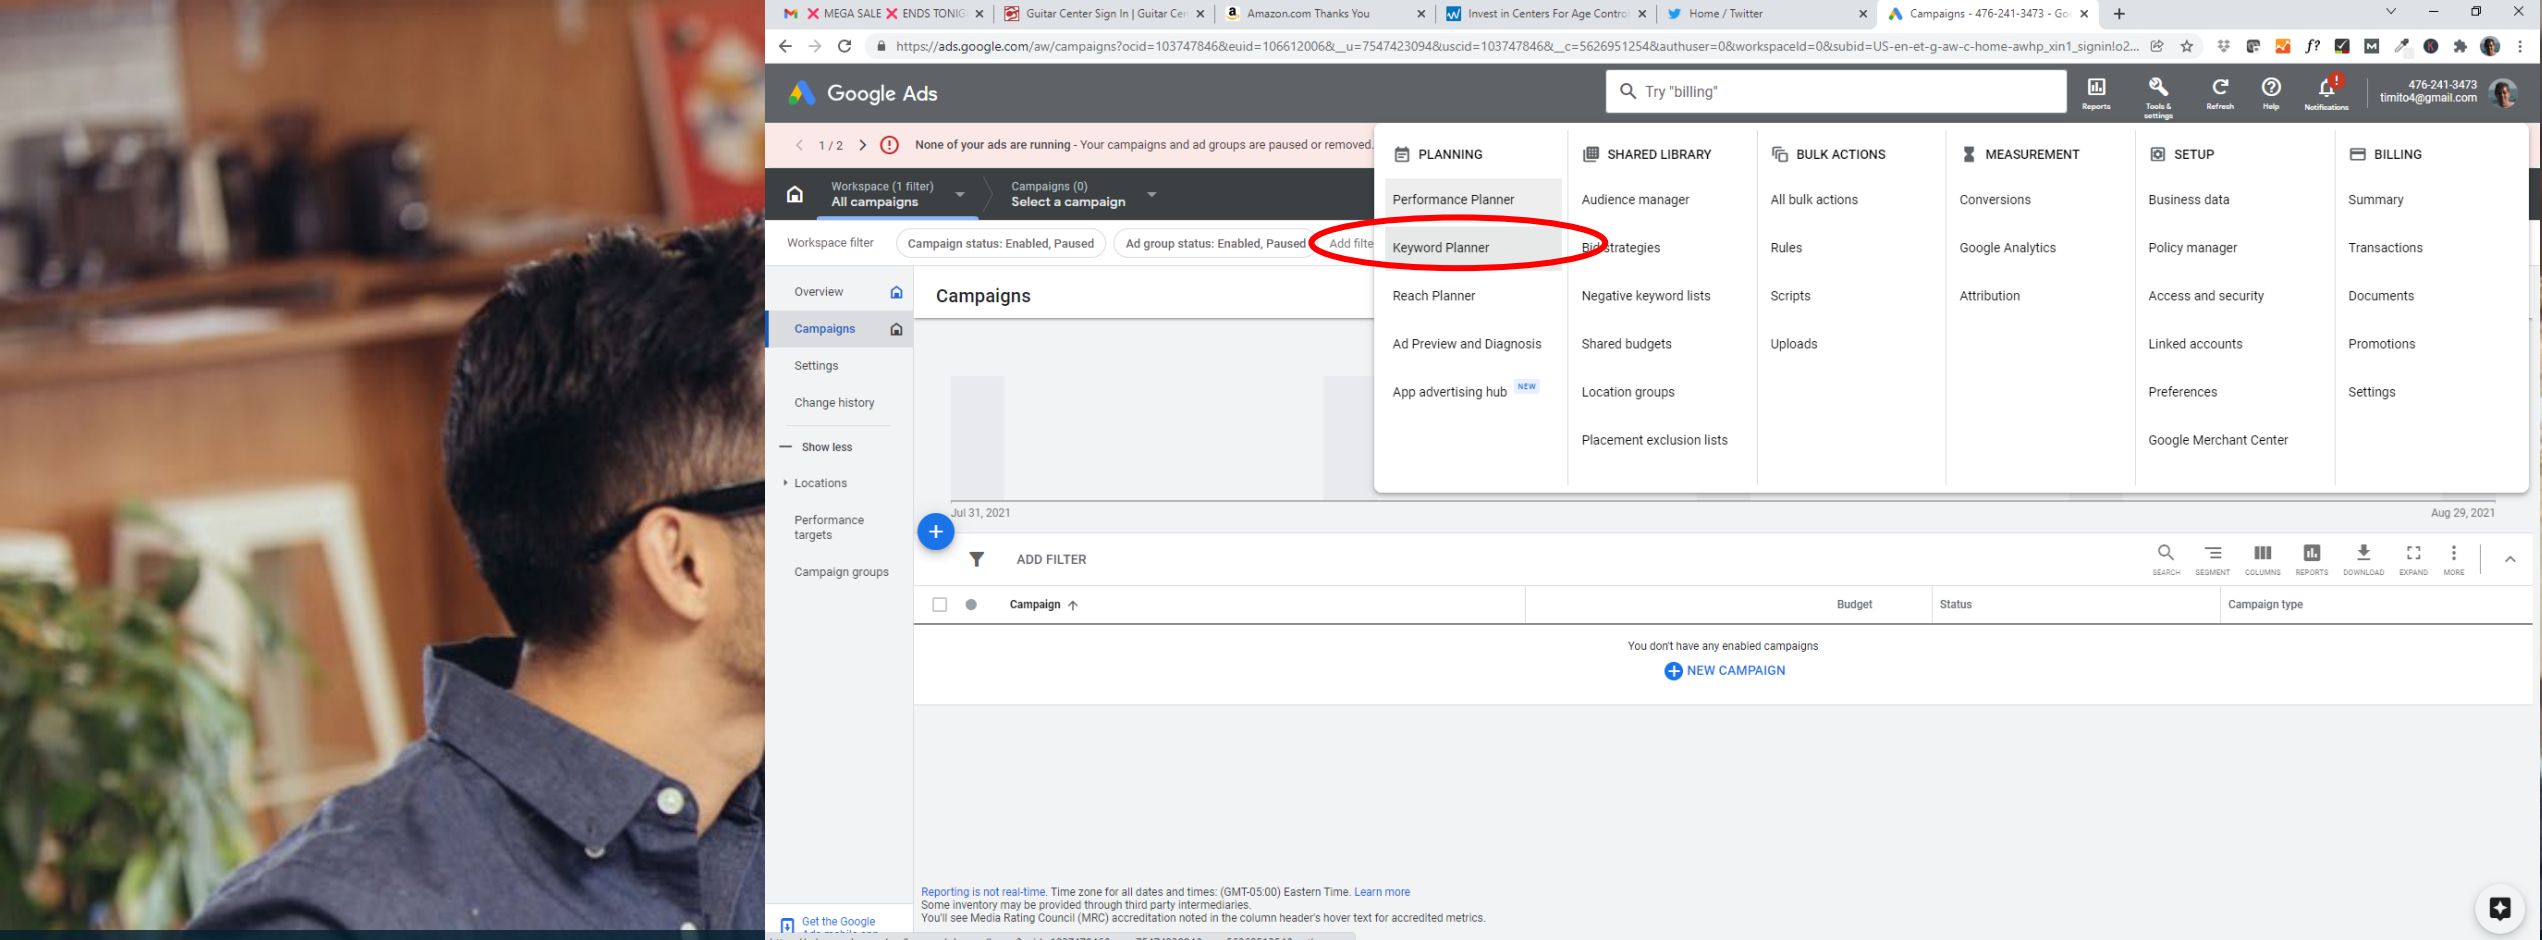 MEGA SALE ENDS TONIG
Guitar Center Sign In | Guitar Cen
Amazon.com Thanks You
Invest in Centers For Age Control
Home / Twitter
Campaigns - 476-241-3473 - Go
https://ads.google.com/aw/campaigns?ocid=103747846&euid=106612006&__u=7547423094&uscid=103747846&__c=5626951254&authuser=0&workspaceId=0&subid=US-en-et-g-aw-c-home-awhp_xin1_signin!o2...
Google Ads
Try "billing"
Reports
Tools & settings
Refresh
Help
Notifications
476-241-3473
timito4@gmail.com
1 / 2
None of your ads are running - Your campaigns and ad groups are paused or removed.
Workspace (1 filter)
All campaigns
Campaigns (0)
Select a campaign
Workspace filter
Campaign status: Enabled, Paused
Ad group status: Enabled, Paused
Add filte
PLANNING
Performance Planner
Keyword Planner
Reach Planner
Ad Preview and Diagnosis
App advertising hub NEW
SHARED LIBRARY
Audience manager
Bid strategies
Negative keyword lists
Shared budgets
Location groups
Placement exclusion lists
BULK ACTIONS
All bulk actions
Rules
Scripts
Uploads
MEASUREMENT
Conversions
Google Analytics
Attribution
SETUP
Business data
Policy manager
Access and security
Linked accounts
Preferences
Google Merchant Center
BILLING
Summary
Transactions
Documents
Promotions
Settings
Overview
Campaigns
Settings
Change history
Show less
Locations
Performance
targets
Campaign groups
Get the Google
Campaigns
Jul 31, 2021
Aug 29, 2021
ADD FILTER
SEARCH
SEGMENT
COLUMNS
REPORTS
DOWNLOAD
EXPAND
MORE
Campaign
Budget
Status
Campaign type
You don't have any enabled campaigns
NEW CAMPAIGN
Reporting is not real-time. Time zone for all dates and times: (GMT-05:00) Eastern Time. Learn more
Some inventory may be provided through third party intermediaries.
You'll see Media Rating Council (MRC) accreditation noted in the column header's hover text for accredited metrics.